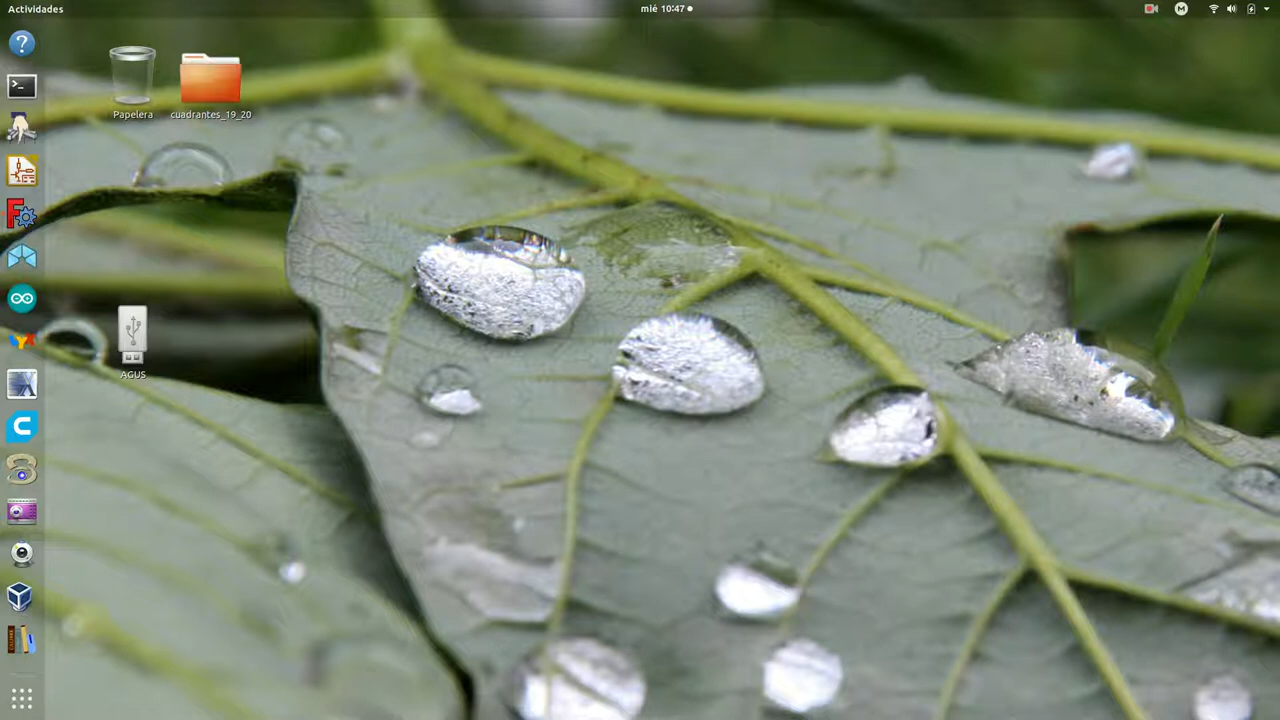 Actividades
mié 10:47
Papelera
cuadrantes_19_20
AGUS